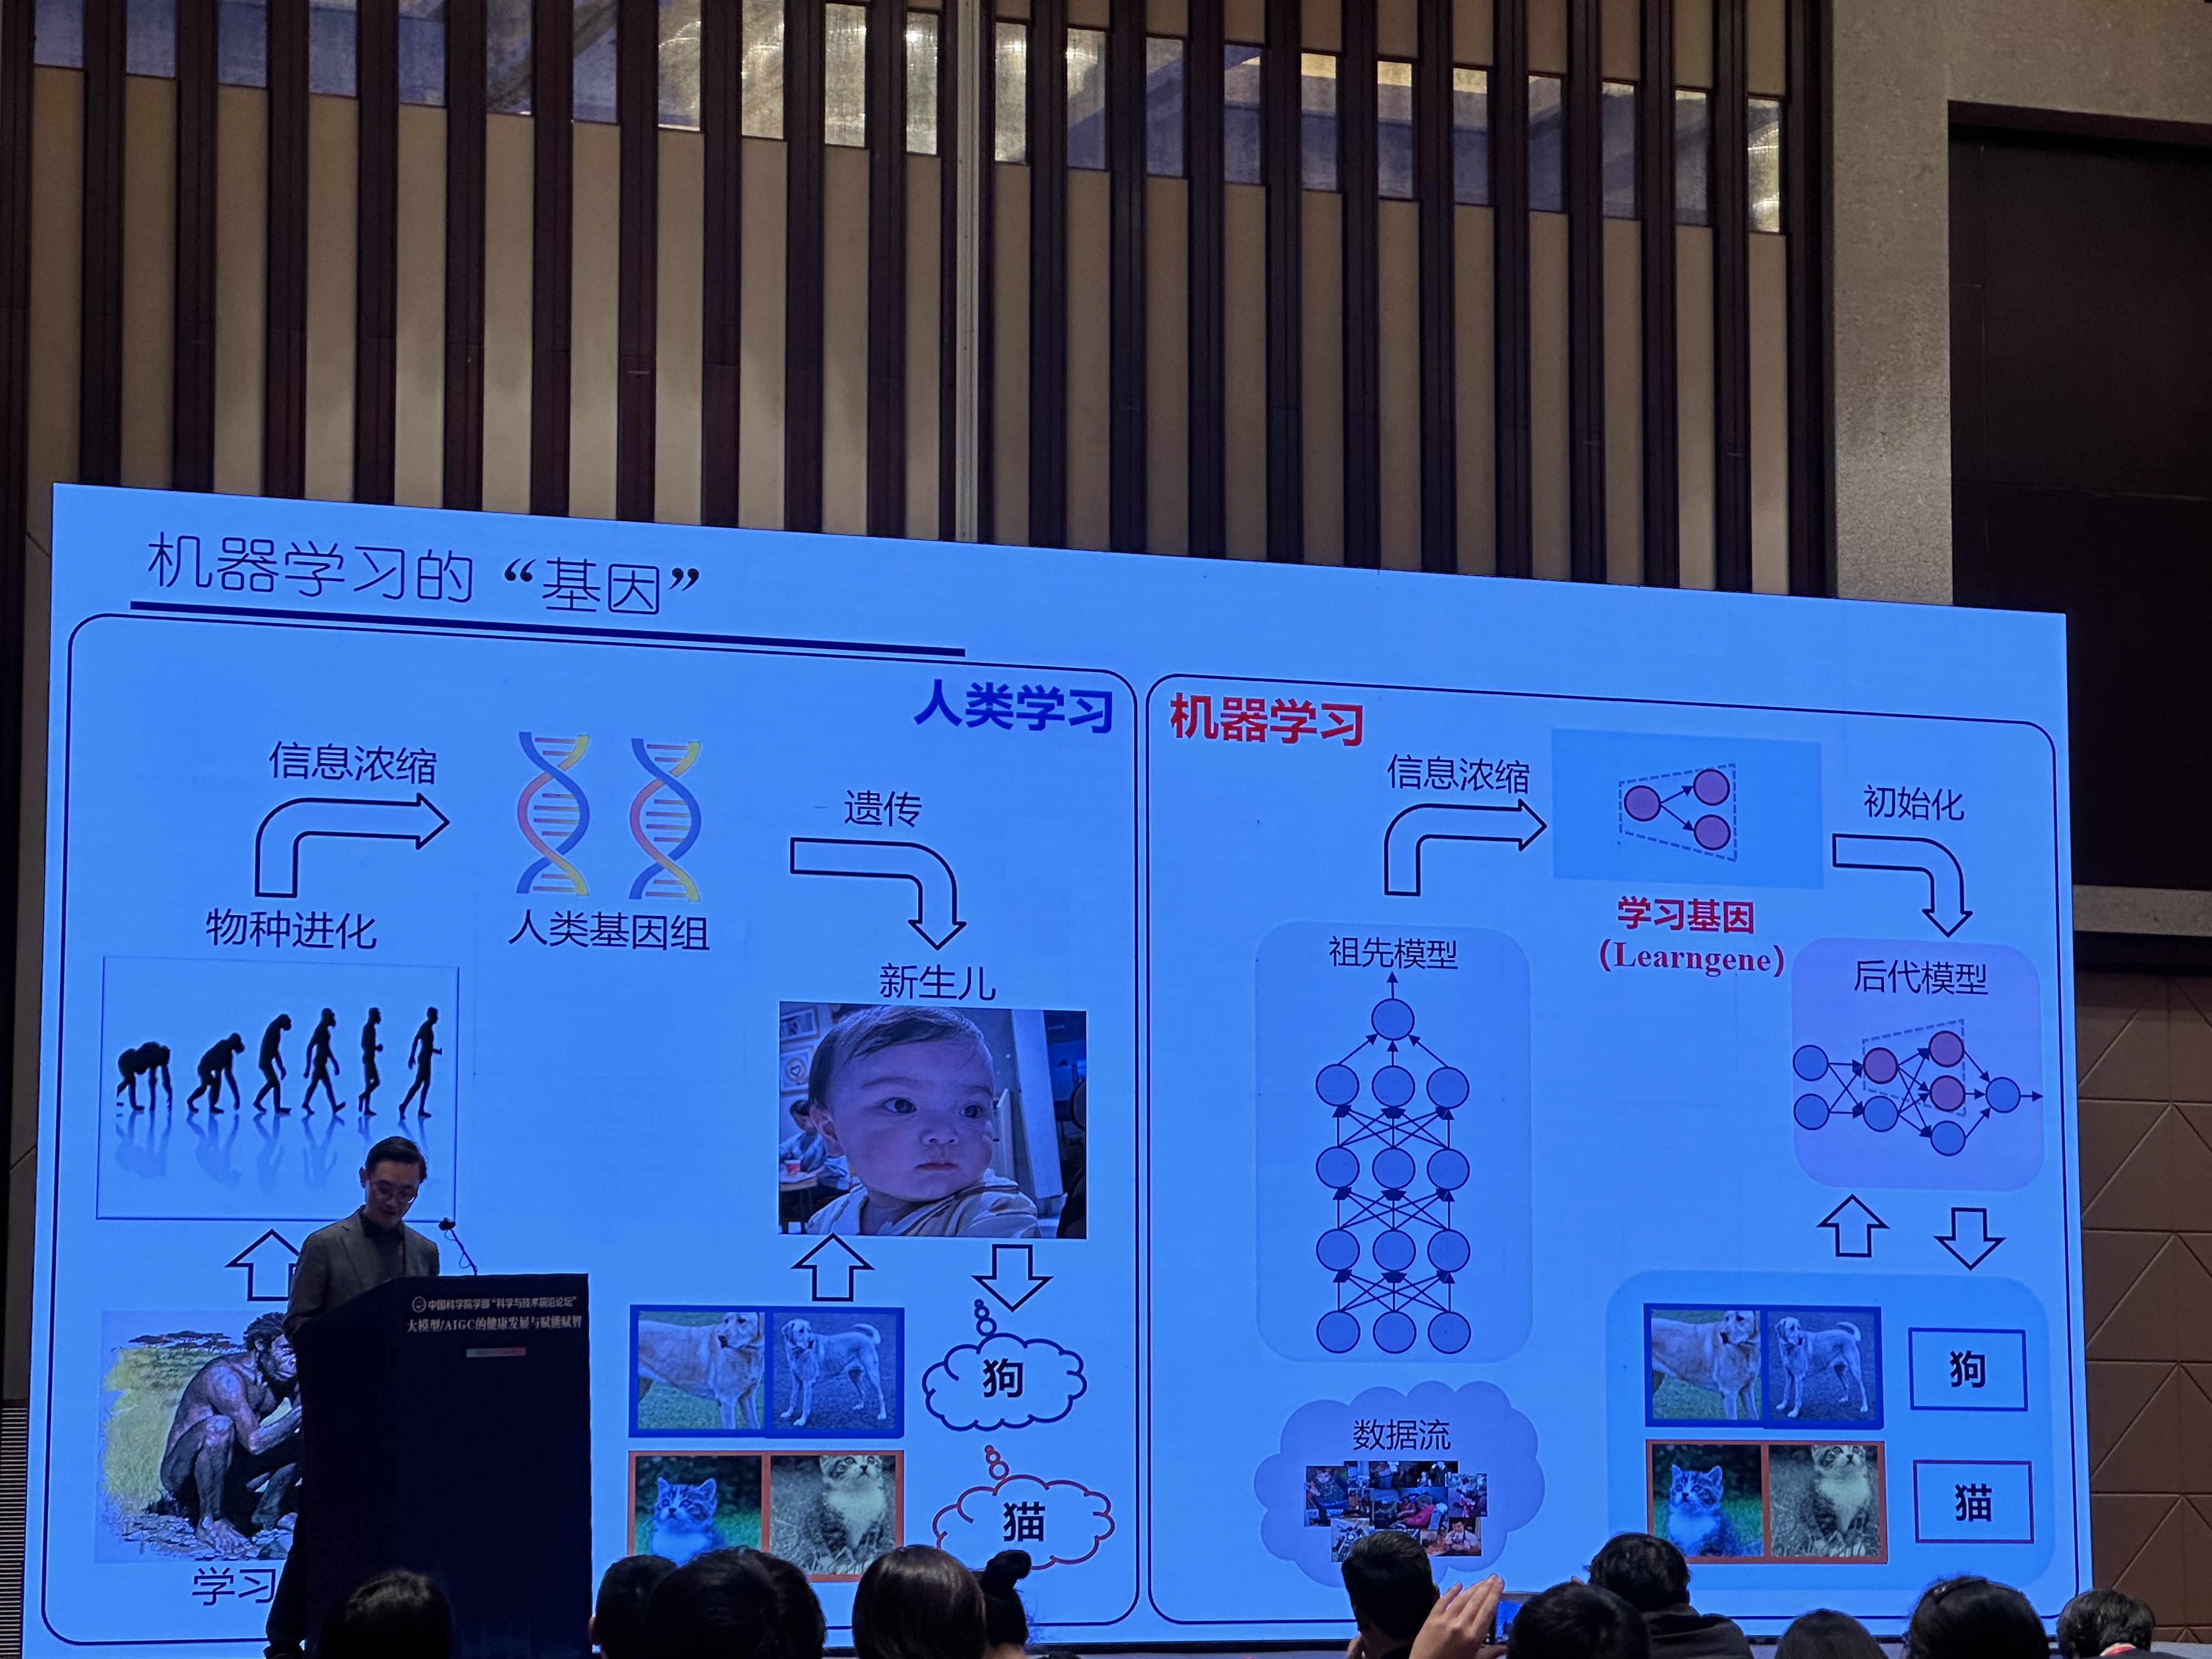 机器学习的“基因”
人类学习
信息浓缩
遗传
物种进化
人类基因组
新生儿
狗
猫
学习
机器学习
信息浓缩
初始化
学习基因
(Learngene)
祖先模型
后代模型
数据流
狗
猫
中国科学院学部“科学与技术前沿论坛”
大模型/AIGC的健康发展与赋能赋智